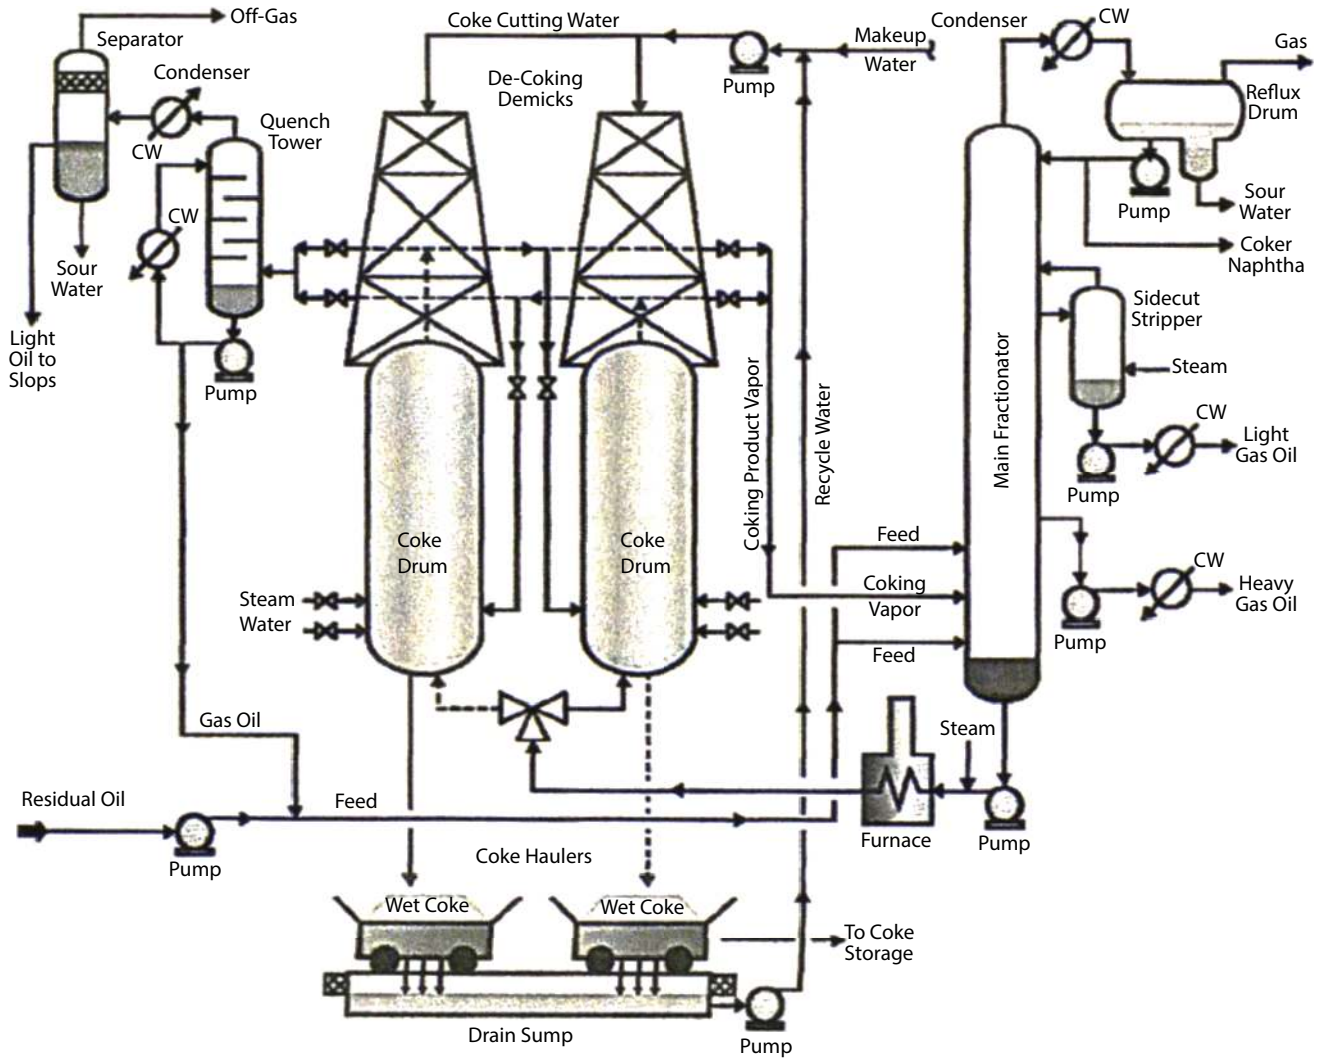 Off-Gas
Separator
Condenser
CW
Quench
Tower
CW
Sour
Water
Light
Oil to
Slops
Pump
Coke Cutting Water
De-Coking
Demicks
Pump
Makeup
Water
Condenser
CW
Gas
Reflux
Drum
Pump
Sour
Water
Coker
Naphtha
Sidecut
Stripper
Steam
CW
Light
Gas Oil
Pump
Main Fractionator
Coking Product Vapor
Recycle Water
Coke
Drum
Coke
Drum
Steam
Water
Feed
Coking
Vapor
Feed
CW
Heavy
Gas Oil
Pump
Gas Oil
Steam
Residual Oil
Feed
Pump
Furnace
Pump
Coke Haulers
Wet Coke
Wet Coke
To Coke
Storage
Drain Sump
Pump